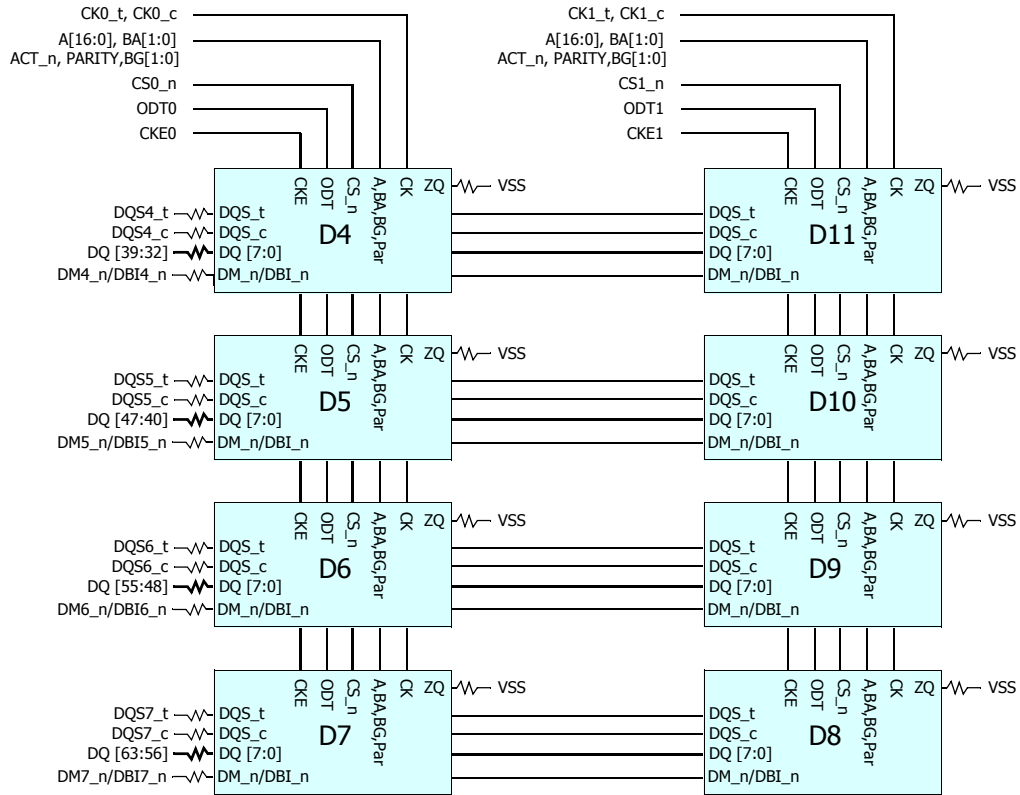 CK0_t, CK0_c
A[16:0], BA[1:0]
ACT_n, PARITY,BG[1:0]
CS0_n
ODT0
CKE0
CK1_t, CK1_c
A[16:0], BA[1:0]
ACT_n, PARITY,BG[1:0]
CS1_n
ODT1
CKE1
CKE
ODT
CS_n
A,BA,BG,Par
CK
ZQ
VSS
DQS4_t
DQS4_c
DQ [39:32]
DM4_n/DBI4_n
DQS_t
DQS_c
DQ [7:0]
DM_n/DBI_n
D4
CKE
ODT
CS_n
A,BA,BG,Par
CK
ZQ
VSS
DQS_t
DQS_c
DQ [7:0]
DM_n/DBI_n
D11
CKE
ODT
CS_n
A,BA,BG,Par
CK
ZQ
VSS
DQS5_t
DQS5_c
DQ [47:40]
DM5_n/DBI5_n
DQS_t
DQS_c
DQ [7:0]
DM_n/DBI_n
D5
CKE
ODT
CS_n
A,BA,BG,Par
CK
ZQ
VSS
DQS_t
DQS_c
DQ [7:0]
DM_n/DBI_n
D10
CKE
ODT
CS_n
A,BA,BG,Par
CK
ZQ
VSS
DQS6_t
DQS6_c
DQ [55:48]
DM6_n/DBI6_n
DQS_t
DQS_c
DQ [7:0]
DM_n/DBI_n
D6
CKE
ODT
CS_n
A,BA,BG,Par
CK
ZQ
VSS
DQS_t
DQS_c
DQ [7:0]
DM_n/DBI_n
D9
CKE
ODT
CS_n
A,BA,BG,Par
CK
ZQ
VSS
DQS7_t
DQS7_c
DQ [63:56]
DM7_n/DBI7_n
DQS_t
DQS_c
DQ [7:0]
DM_n/DBI_n
D7
CKE
ODT
CS_n
A,BA,BG,Par
CK
ZQ
VSS
DQS_t
DQS_c
DQ [7:0]
DM_n/DBI_n
D8